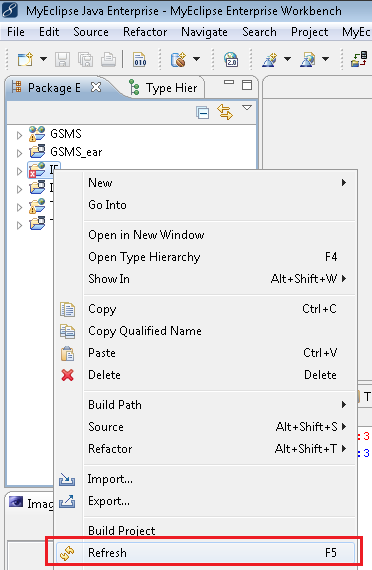 MyEclipse Java Enterprise - MyEclipse Enterprise Workbench
File Edit Source Refactor Navigate Search Project MyEc
Package E Type Hier
GSMS
GSMS_ear
New
Go Into
Open in New Window
Open Type Hierarchy F4
Show In Alt+Shift+W
Copy Ctrl+C
Copy Qualified Name
Paste Ctrl+V
Delete Delete
Build Path
Source Alt+Shift+S
Refactor Alt+Shift+T
Import...
Export...
Build Project
Refresh F5
Imag
:3
:3